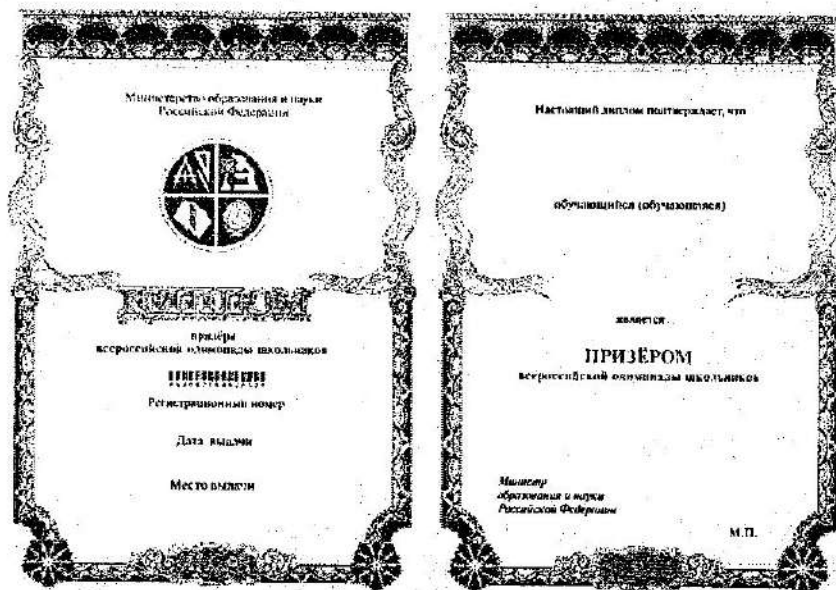 Министерство образования и науки
Российской Федерации
ДИПЛОМ
призёра
всероссийской олимпиады школьников
Регистрационный номер
Дата выдачи
Место выдачи
Настоящий диплом подтверждает, что
обучающийся (обучающаяся)
является
ПРИЗЁРОМ
всероссийской олимпиады школьников
Министр
образования и науки
Российской Федерации
М.П.